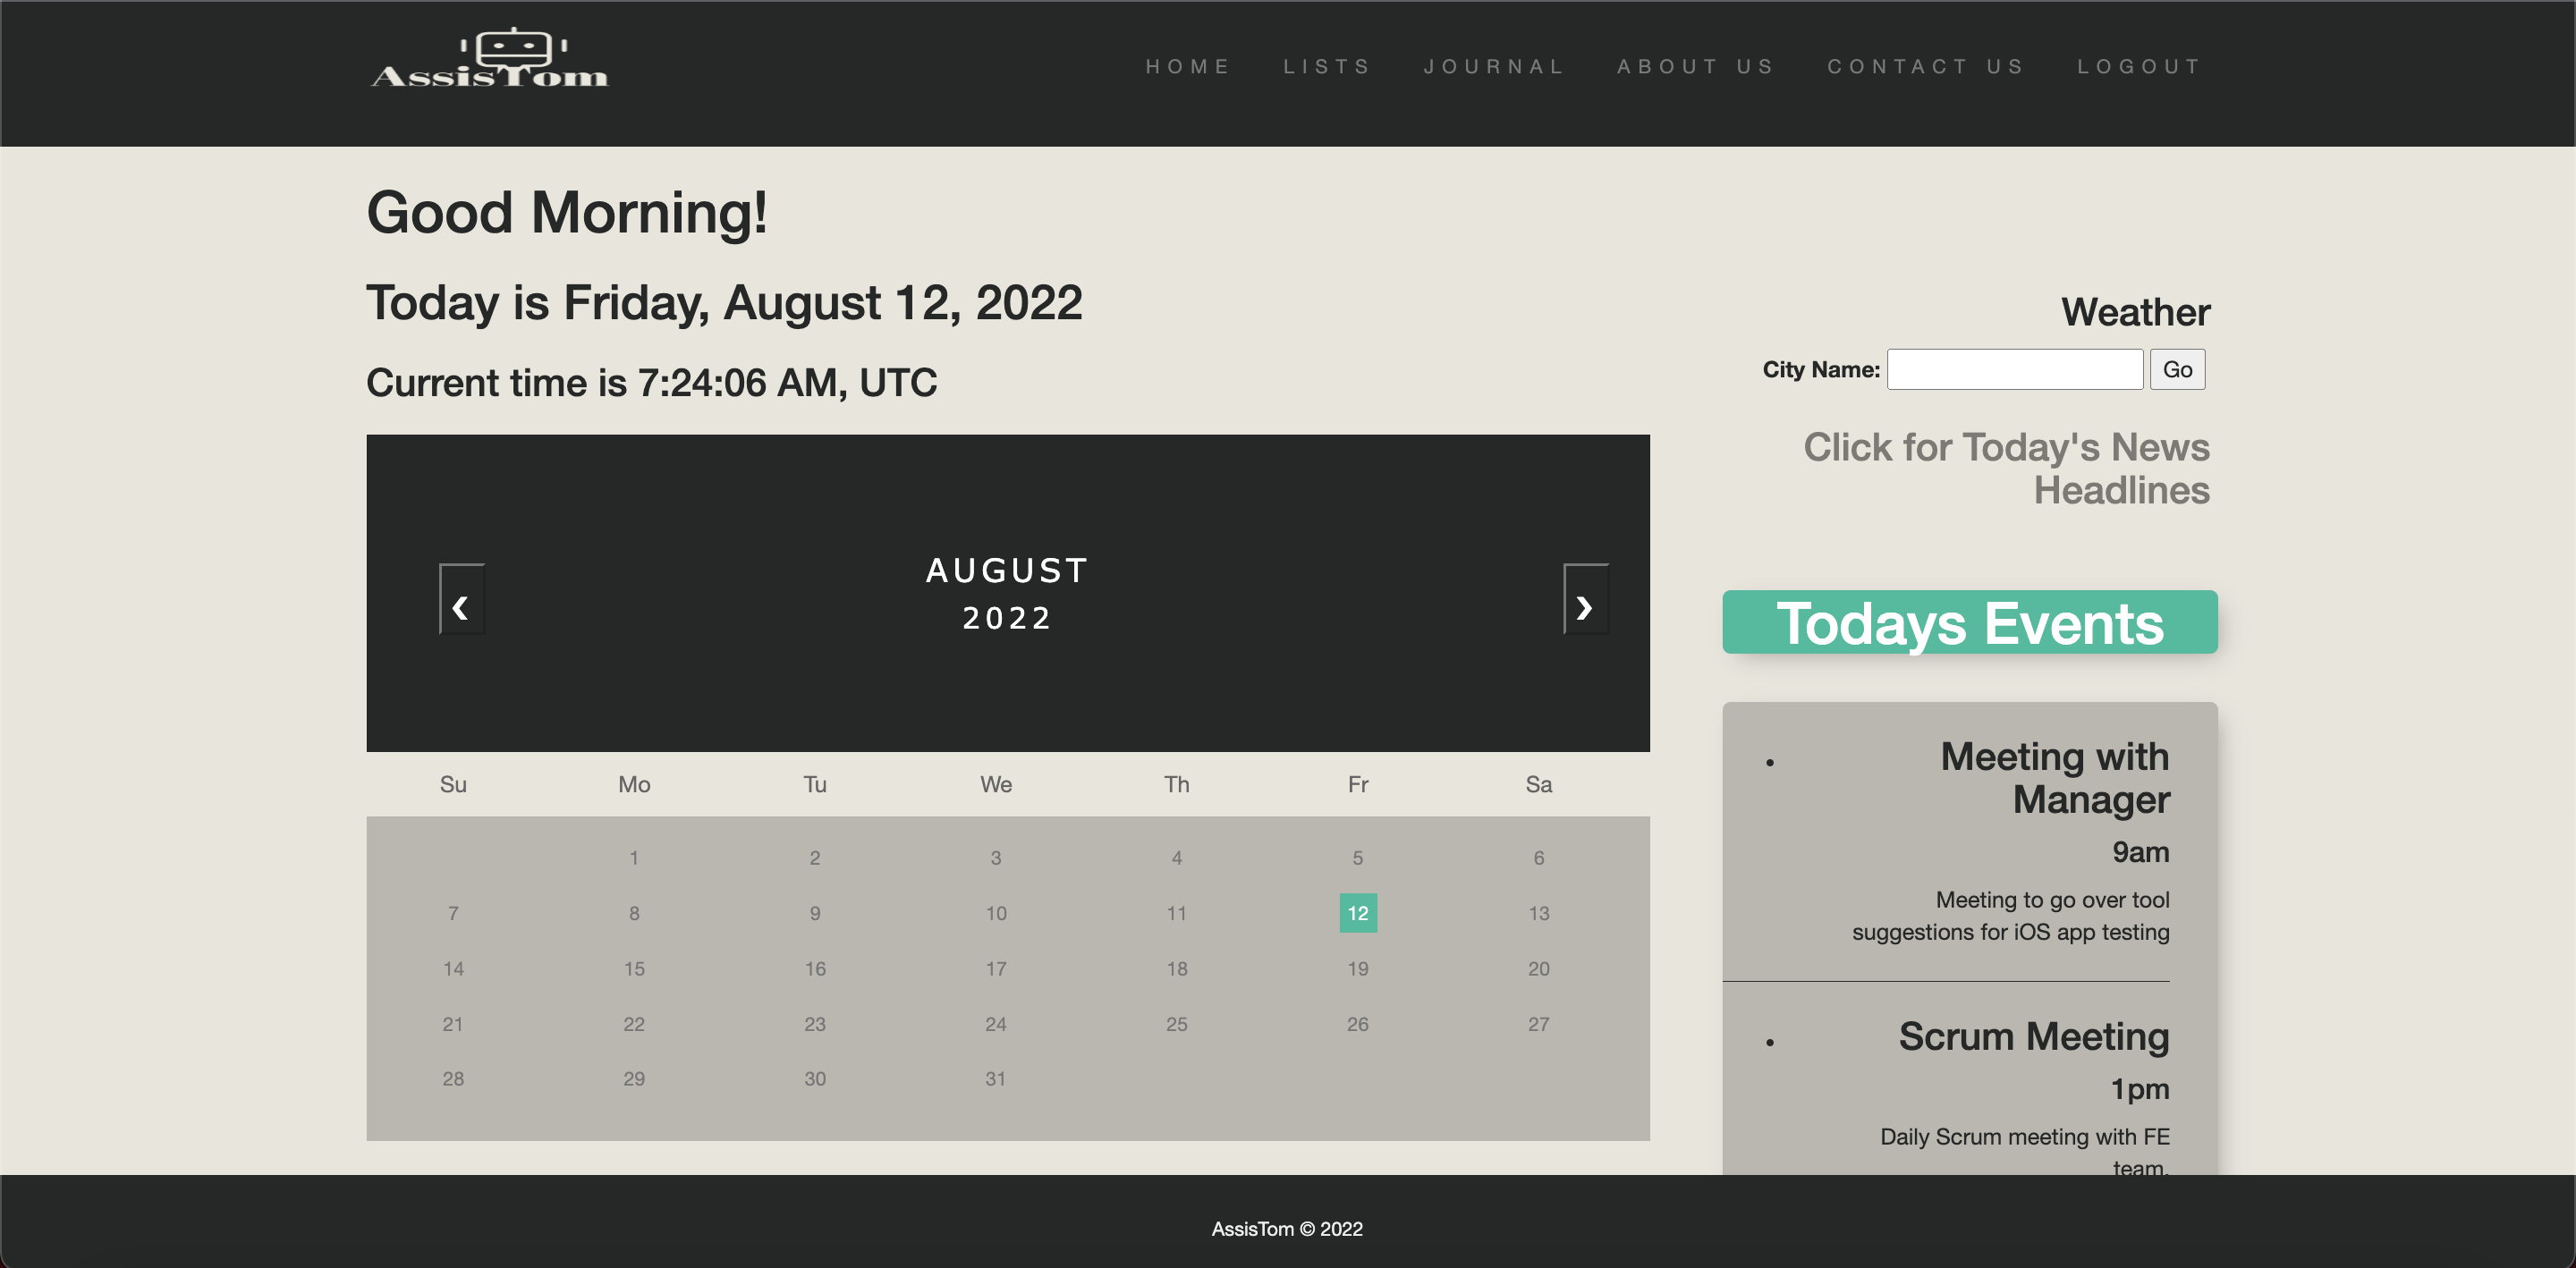 AssisTom
HOME LISTS JOURNAL ABOUT US CONTACT US LOGOUT
Good Morning!
Today is Friday, August 12, 2022
Current time is 7:24:06 AM, UTC
❮
AUGUST
2022
❯
Su Mo Tu We Th Fr Sa
1 2 3 4 5 6
7 8 9 10 11 12 13
14 15 16 17 18 19 20
21 22 23 24 25 26 27
28 29 30 31
Weather
City Name: Go
Click for Today's News
Headlines
Todays Events
• Meeting with
Manager
9am
Meeting to go over tool
suggestions for iOS app testing
• Scrum Meeting
1pm
Daily Scrum meeting with FE
team.
AssisTom © 2022